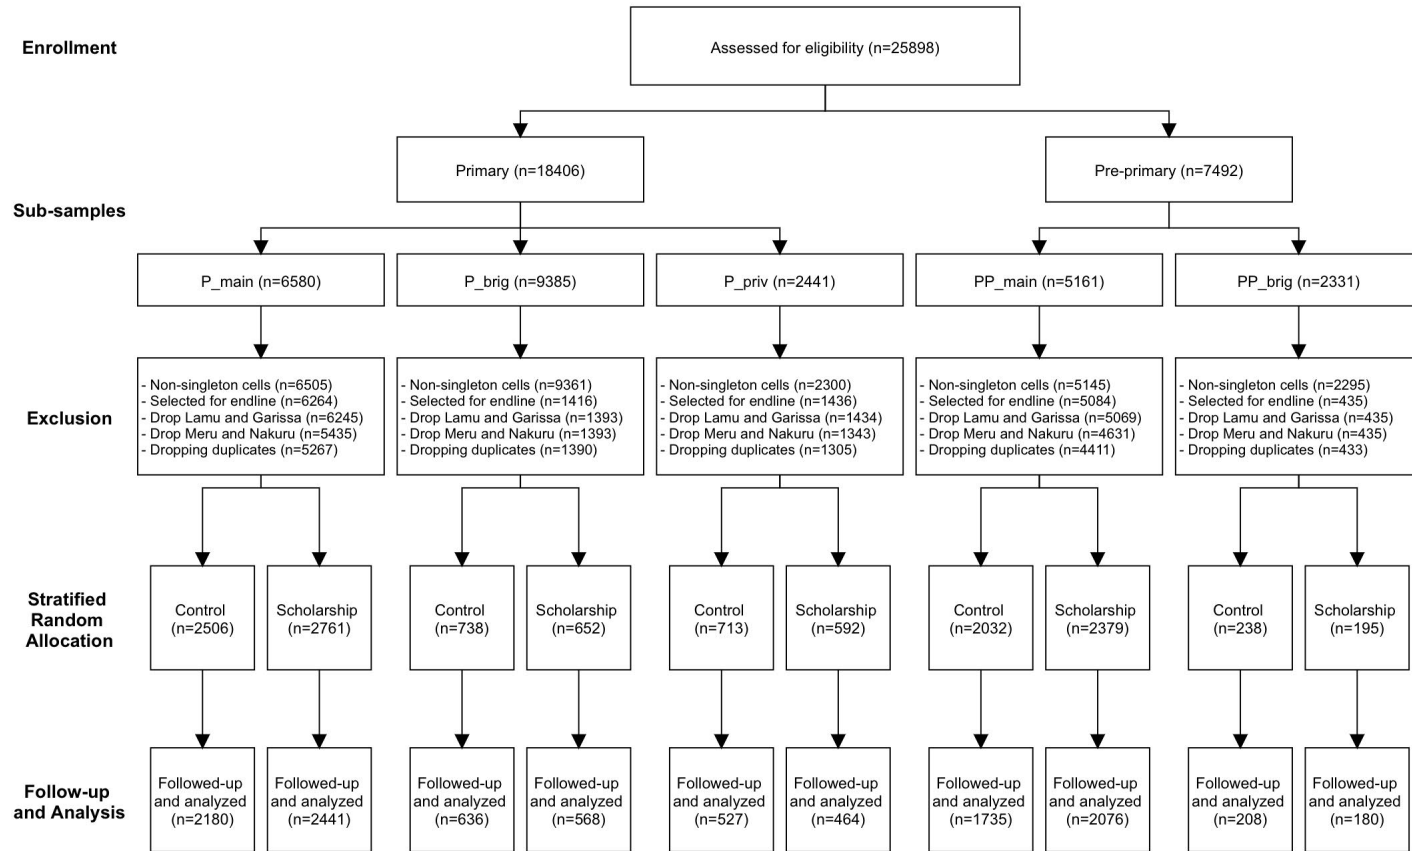 Enrollment
Assessed for eligibility (n=25898)
Primary (n=18406)
Pre-primary (n=7492)
Sub-samples
P_main (n=6580)
P_brig (n=9385)
P_priv (n=2441)
PP_main (n=5161)
PP_brig (n=2331)
Exclusion
- Non-singleton cells (n=6505)
- Selected for endline (n=6264)
- Drop Lamu and Garissa (n=6245)
- Drop Meru and Nakuru (n=5435)
- Dropping duplicates (n=5267)
- Non-singleton cells (n=9361)
- Selected for endline (n=1416)
- Drop Lamu and Garissa (n=1393)
- Drop Meru and Nakuru (n=1393)
- Dropping duplicates (n=1390)
- Non-singleton cells (n=2300)
- Selected for endline (n=1436)
- Drop Lamu and Garissa (n=1434)
- Drop Meru and Nakuru (n=1343)
- Dropping duplicates (n=1305)
- Non-singleton cells (n=5145)
- Selected for endline (n=5084)
- Drop Lamu and Garissa (n=5069)
- Drop Meru and Nakuru (n=4631)
- Dropping duplicates (n=4411)
- Non-singleton cells (n=2295)
- Selected for endline (n=435)
- Drop Lamu and Garissa (n=435)
- Drop Meru and Nakuru (n=435)
- Dropping duplicates (n=433)
Stratified
Random
Allocation
Control
(n=2506)
Scholarship
(n=2761)
Control
(n=738)
Scholarship
(n=652)
Control
(n=713)
Scholarship
(n=592)
Control
(n=2032)
Scholarship
(n=2379)
Control
(n=238)
Scholarship
(n=195)
Follow-up
and Analysis
Followed-up
and analyzed
(n=2180)
Followed-up
and analyzed
(n=2441)
Followed-up
and analyzed
(n=636)
Followed-up
and analyzed
(n=568)
Followed-up
and analyzed
(n=527)
Followed-up
and analyzed
(n=464)
Followed-up
and analyzed
(n=1735)
Followed-up
and analyzed
(n=2076)
Followed-up
and analyzed
(n=208)
Followed-up
and analyzed
(n=180)